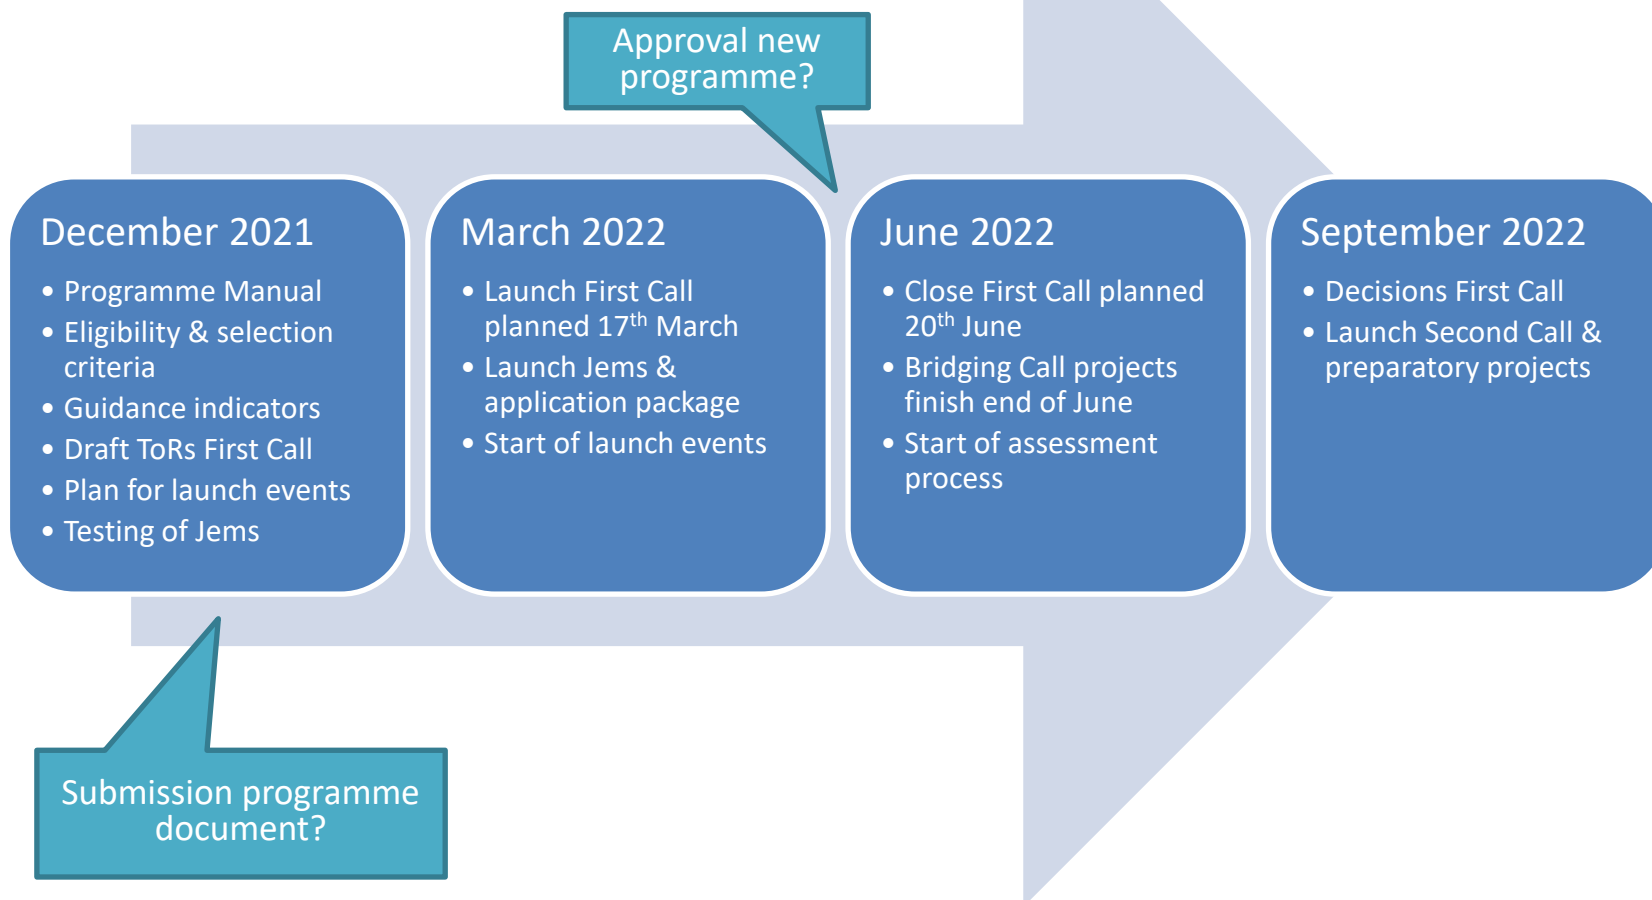 Approval new
programme?
December 2021
• Programme Manual
• Eligibility & selection
criteria
• Guidance indicators
• Draft ToRs First Call
• Plan for launch events
• Testing of Jems
March 2022
• Launch First Call
planned 17th March
• Launch Jems &
application package
• Start of launch events
June 2022
• Close First Call planned
20th June
• Bridging Call projects
finish end of June
• Start of assessment
process
September 2022
• Decisions First Call
• Launch Second Call &
preparatory projects
Submission programme
document?